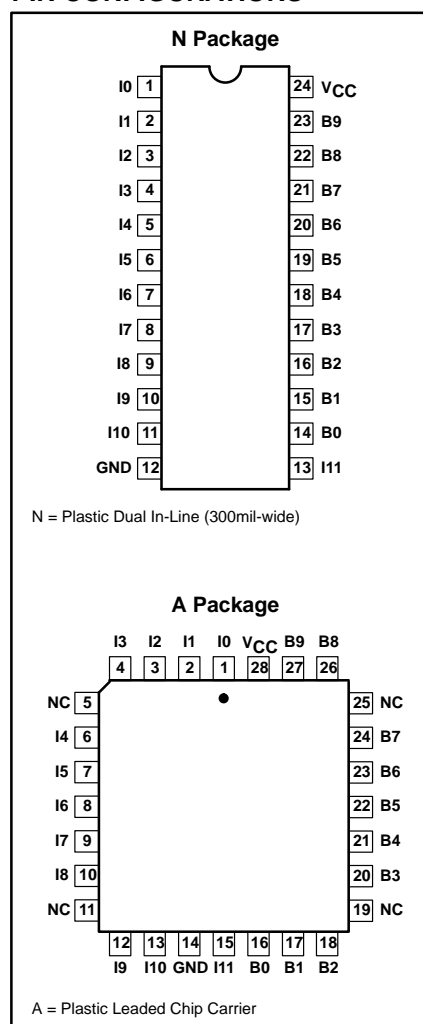 N Package
I0 1 24 VCC
I1 2 23 B9
I2 3 22 B8
I3 4 21 B7
I4 5 20 B6
I5 6 19 B5
I6 7 18 B4
I7 8 17 B3
I8 9 16 B2
I9 10 15 B1
I10 11 14 B0
GND 12 13 I11
N = Plastic Dual In-Line (300mil-wide)
A Package
I3 I2 I1 I0 VCC B9 B8
4 3 2 1 28 27 26
NC 5 25 NC
I4 6 24 B7
I5 7 23 B6
I6 8 22 B5
I7 9 21 B4
I8 10 20 B3
NC 11 19 NC
12 13 14 15 16 17 18
I9 I10 GND I11 B0 B1 B2
A = Plastic Leaded Chip Carrier